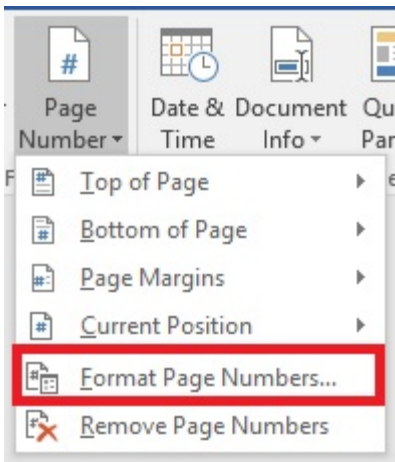 Page Date & Document Qu
Number Time Info Par
F e
Top of Page
Bottom of Page
Page Margins
Current Position
Format Page Numbers...
Remove Page Numbers